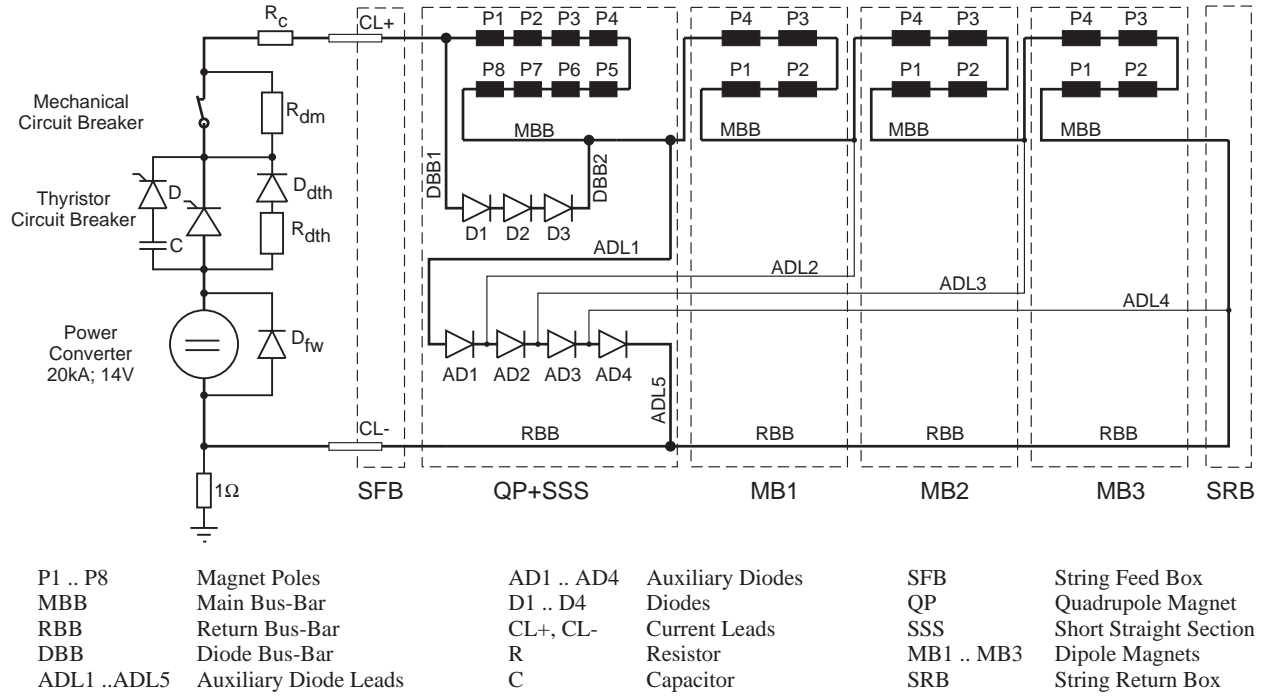 R_c
CL+
P1 P2 P3 P4
P8 P7 P6 P5
MBB
P4 P3
P1 P2
MBB
P4 P3
P1 P2
MBB
P4 P3
P1 P2
MBB
Mechanical
Circuit Breaker
R_dm
Thyristor
Circuit Breaker
D
C
D_dth
R_dth
DBB1
DBB2
D1 D2 D3
ADL1
ADL2
ADL3
ADL4
Power
Converter
20kA; 14V
D_fw
AD1 AD2 AD3 AD4
ADL5
CL-
RBB
RBB
RBB
RBB
1Ω
SFB
QP+SSS
MB1
MB2
MB3
SRB
P1 .. P8 Magnet Poles
MBB Main Bus-Bar
RBB Return Bus-Bar
DBB Diode Bus-Bar
ADL1 ..ADL5 Auxiliary Diode Leads
AD1 .. AD4 Auxiliary Diodes
D1 .. D4 Diodes
CL+, CL- Current Leads
R Resistor
C Capacitor
SFB String Feed Box
QP Quadrupole Magnet
SSS Short Straight Section
MB1 .. MB3 Dipole Magnets
SRB String Return Box